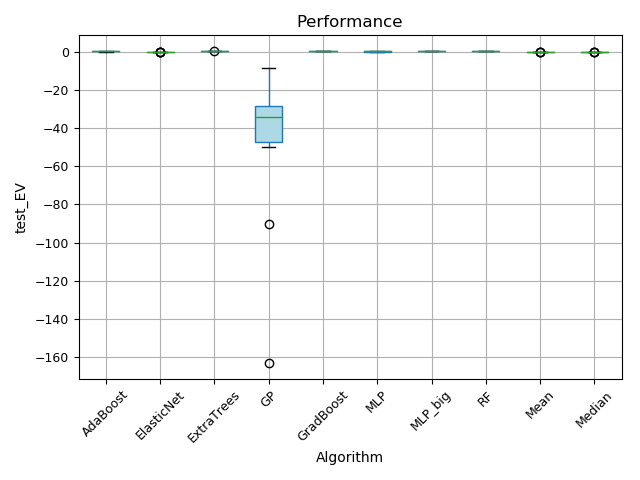 Performance
0
−20
−40
−60
−80
−100
−120
−140
−160
test_EV
AdaBoost
ElasticNet
ExtraTrees
GP
GradBoost
MLP
MLP_big
RF
Mean
Median
Algorithm